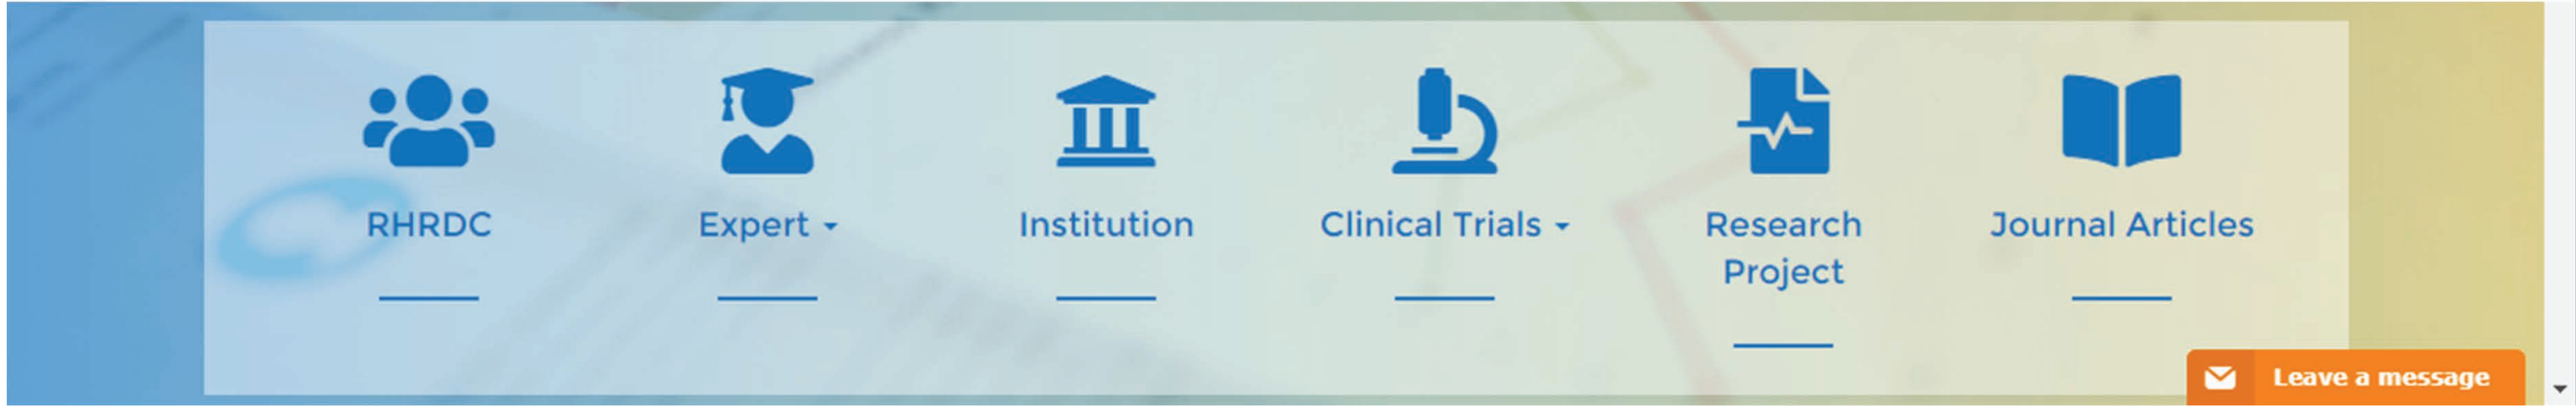 RHRDC
Expert
Institution
Clinical Trials
Research
Project
Journal Articles
Leave a message